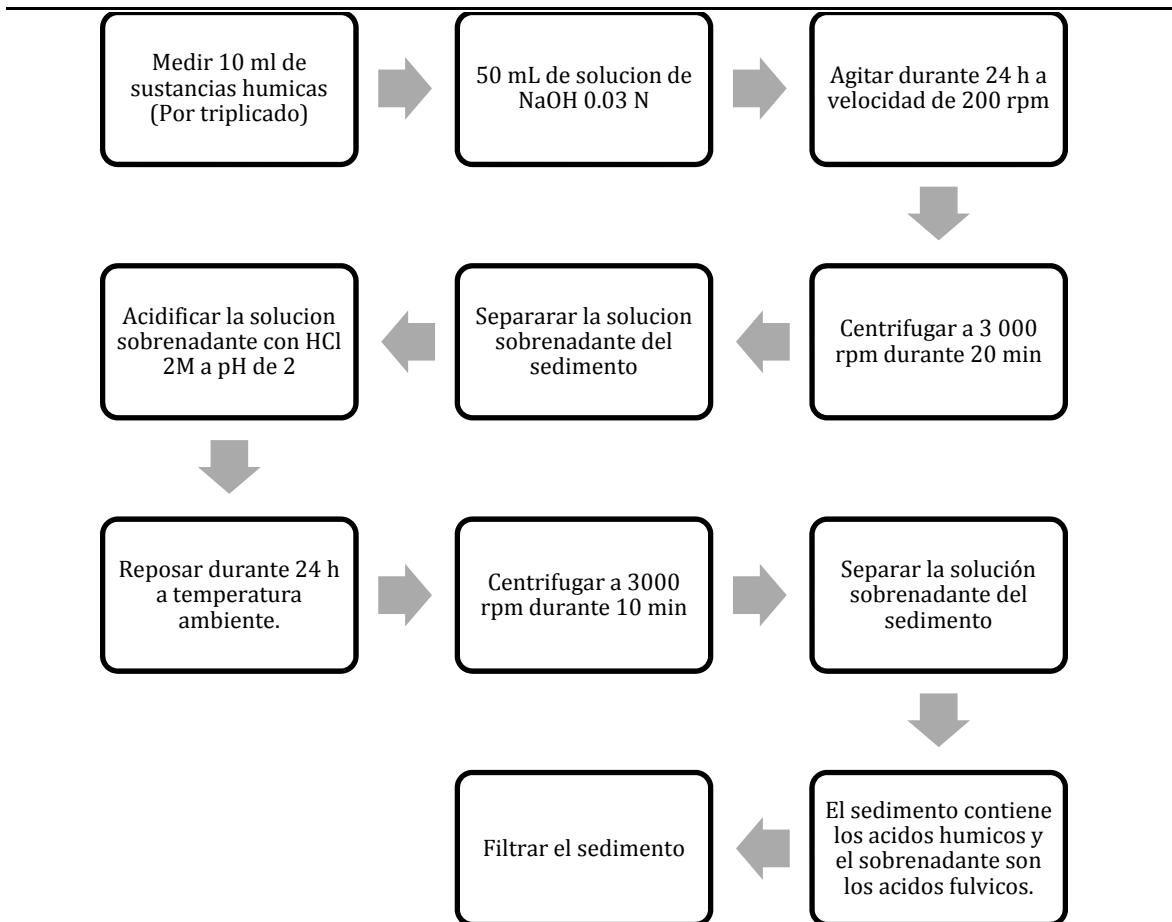 Medir 10 ml de
sustancias humicas
(Por triplicado)
50 mL de solucion de
NaOH 0.03 N
Agitar durante 24 h a
velocidad de 200 rpm
Centrifugar a 3 000
rpm durante 20 min
Separarar la solucion
sobrenadante del
sedimento
Acidificar la solucion
sobrenadante con HCl
2M a pH de 2
Reposar durante 24 h
a temperatura
ambiente.
Centrifugar a 3000
rpm durante 10 min
Separar la solución
sobrenadante del
sedimento
El sedimento contiene
los acidos humicos y
el sobrenadante son
los acidos fulvicos.
Filtrar el sedimento